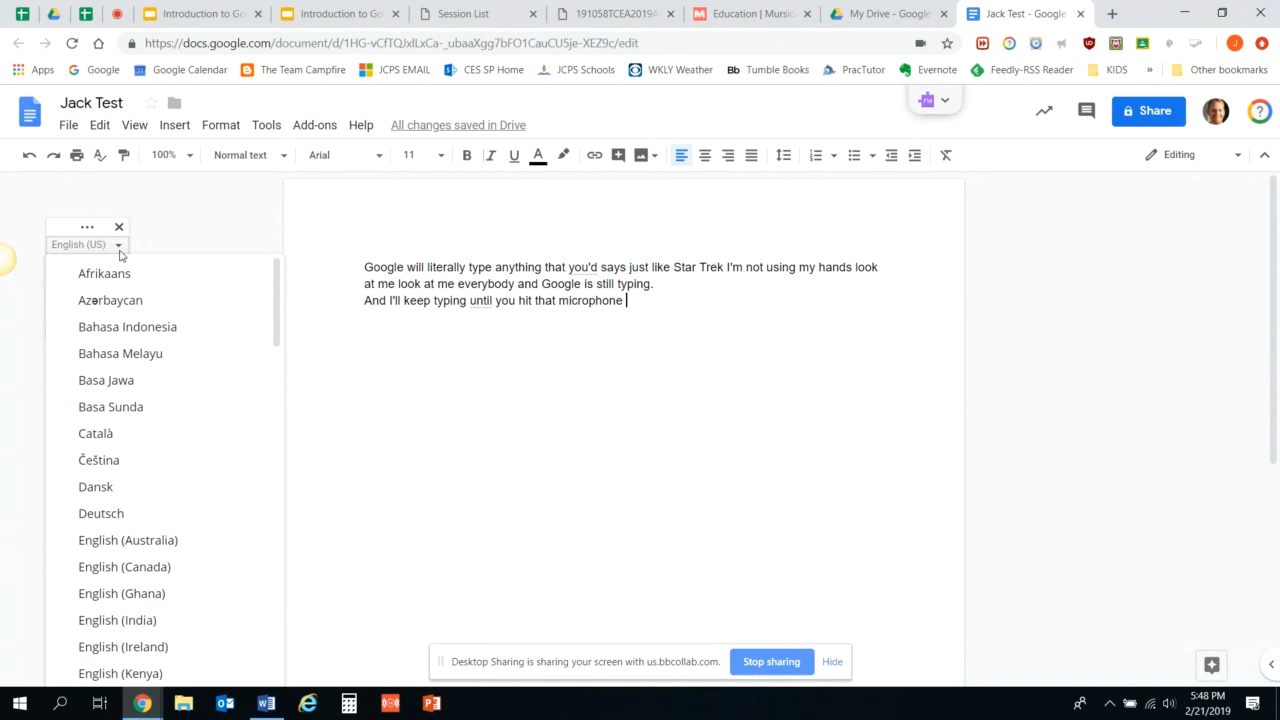 Introduction to Go
Introduction to Go
Session List
191058TCEA2019A
Education | Mursio
My Drive - Google
Jack Test - Google
https://docs.google.com/document/d/1HG-vCfTQJxlLxCa-_ubaaXgg7bFO1CauCU5je-XEZ9c/edit
Apps
Google
Google Calendar
The Team Campfire
JCPS EMAIL
CES SP Home
JCPS Schools
WKLY Weather
Bb Tumble Books
PracTutor
Evernote
Feedly-RSS Reader
KIDS
»
Other bookmarks
Jack Test
rw
File Edit View Insert Format Tools Add-ons Help All changes saved in Drive
Share
100% Normal text Arial 11 B I U A
Editing
English (US)
Afrikaans
Azərbaycan
Bahasa Indonesia
Bahasa Melayu
Basa Jawa
Basa Sunda
Català
Čeština
Dansk
Deutsch
English (Australia)
English (Canada)
English (Ghana)
English (India)
English (Ireland)
English (Kenya)
Google will literally type anything that you'd says just like Star Trek I'm not using my hands look
at me look at me everybody and Google is still typing.
And I'll keep typing until you hit that microphone
Desktop Sharing is sharing your screen with us.bbcollab.com.
Stop sharing
Hide
5:48 PM
2/21/2019